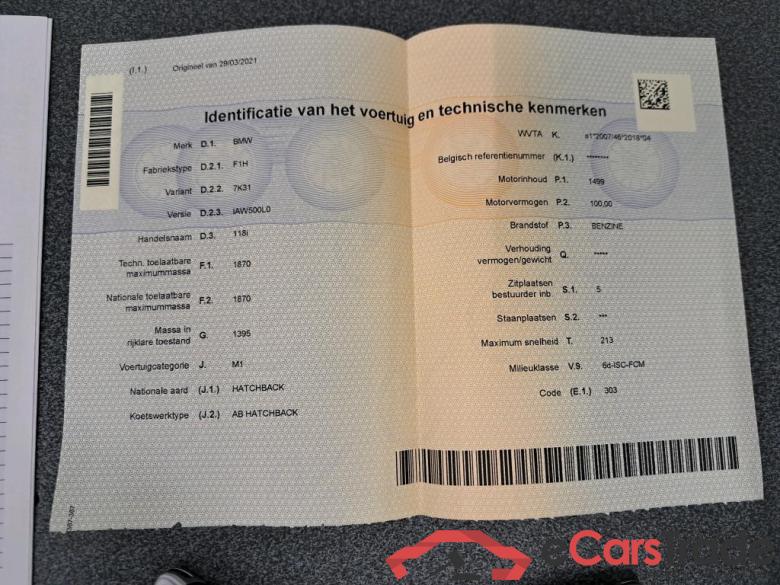 (I.1.) Origineel van 29/03/2021
Identificatie van het voertuig en technische kenmerken
Merk D.1. BMW
Fabriekstype D.2.1. F1H
Variant D.2.2. 7K31
Versie D.2.3. IAW500L0
Handelsnaam D.3. 118i
Techn. toelaatbare
maximummassa F.1. 1870
Nationale toelaatbare
maximummassa F.2. 1870
Massa in
rijklare toestand G. 1395
Voertuigcategorie J. M1
Nationale aard (J.1.) HATCHBACK
Koetswerktype (J.2.) AB HATCHBACK
WVTA K. e1*2007/46*2018*04
Belgisch referentienummer (K.1.) ********
Motorinhoud P.1. 1499
Motorvermogen P.2. 100,00
Brandstof P.3. BENZINE
Verhouding
vermogen/gewicht Q. *****
Zitplaatsen
bestuurder inb. S.1. 5
Staanplaatsen S.2. ***
Maximum snelheid T. 213
Milieuklasse V.9. 6d-ISC-FCM
Code (E.1.) 303
eCarsTrade